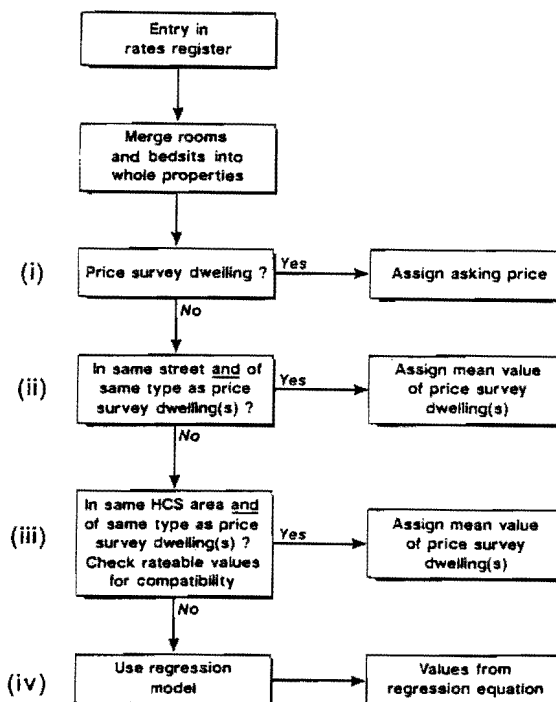 Entry in
rates register
Merge rooms
and bedsits into
whole properties
(i)
Price survey dwelling ?
Yes
Assign asking price
No
(ii)
In same street and of
same type as price
survey dwelling(s) ?
Yes
Assign mean value
of price survey
dwelling(s)
No
(iii)
In same HCS area and
of same type as price
survey dwelling(s) ?
Check rateable values
for compatibility
Yes
Assign mean value
of price survey
dwelling(s)
No
(iv)
Use regression
model
Values from
regression equation